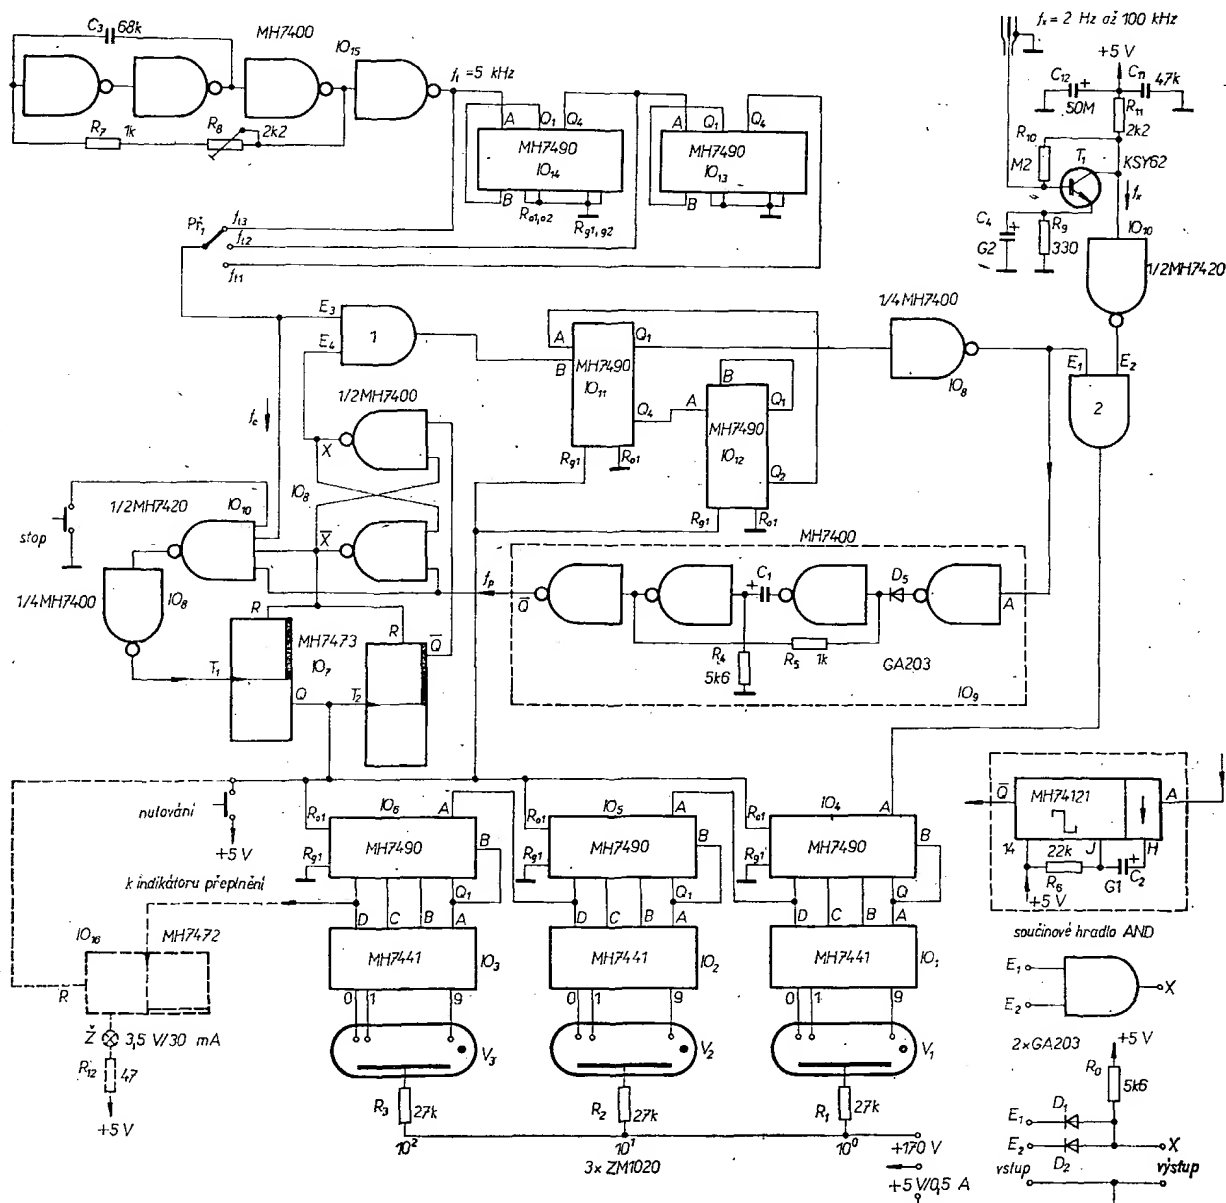 C3 68k
MH7400
IO15
ft = 5 kHz
R7 1k
R8 2k2
A Q1 Q4
MH7490
IO14
B
Ro1,o2
Rg1,g2
A Q1 Q4
MH7490
IO13
B
fx = 2 Hz až 100 kHz
+5 V
C12
50M
C11
47k
R11
2k2
R10
M2
T1
KSY62
fx
C4
G2
R9
330
IO10
1/2MH7420
Př1
ft3
ft2
ft1
E3
E4
1
fc
1/2MH7400
X
IO8
X̅
A
B
MH7490
IO11
Q1
Q4
Rg1
Ro1
B
A
MH7490
IO12
Q1
Q2
Rg1
Ro1
1/4MH7400
IO8
E1
E2
2
stop
1/2MH7420
IO10
1/4MH7400
IO8
T1
R
MH7473
IO7
Q
R
Q̅
T2
MH7400
fp
Q̅
C1
D5
A
R4
5k6
R5 1k
GA203
IO9
nulování
+5 V
k indikátoru přeplnění
IO16
MH7472
R
Ž
3,5 V/30 mA
R12
47
+5 V
Ro1
Rg1
IO6
A
B
MH7490
Q1
D C B A
MH7441
IO3
0 1 9
V3
R3
27k
10²
Ro1
Rg1
IO5
A
B
MH7490
Q1
D C B A
MH7441
IO2
0 1 9
V2
R2
27k
10¹
3x ZM1020
Ro1
Rg1
IO4
A
B
MH7490
Q
D C B A
MH7441
IO1
0 1 9
V1
R1
27k
10⁰
+170 V
+5 V/0,5 A
Q̅
MH74121
A
14
22k
J
H
R6
G1
C2
+5 V
součinové hradlo AND
E1
E2
X
2xGA203
+5 V
R0
5k6
E1
D1
E2
D2
X
vstup
výstup